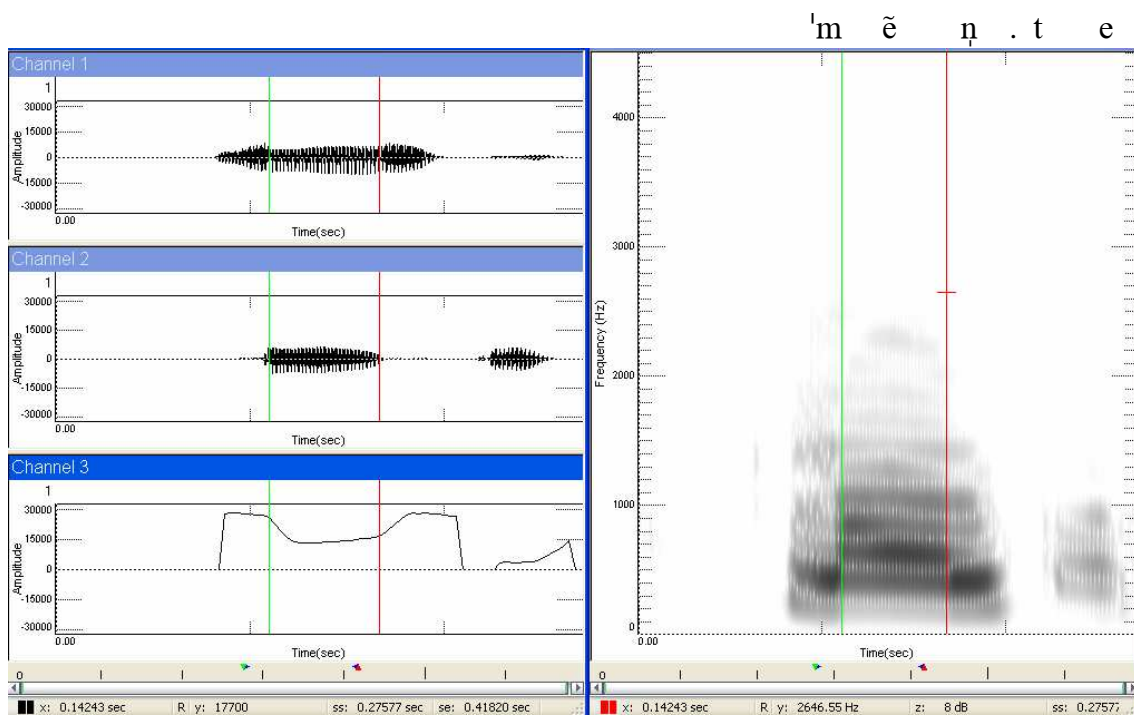 ˈm ẽ n̩ . t e
Channel 1
1
30000
15000
0
-15000
-30000
Amplitude
0.00
Time(sec)
Channel 2
1
30000
15000
0
-15000
-30000
Amplitude
0.00
Time(sec)
Channel 3
1
30000
15000
0
-15000
-30000
Amplitude
0.00
Time(sec)
0
x: 0.14243 sec R y: 17700 ss: 0.27577 sec se: 0.41820 sec
4000
3000
2000
1000
0
Frequency (Hz)
0.00
Time(sec)
0
x: 0.14243 sec R y: 2646.55 Hz z: 8 dB ss: 0.27577